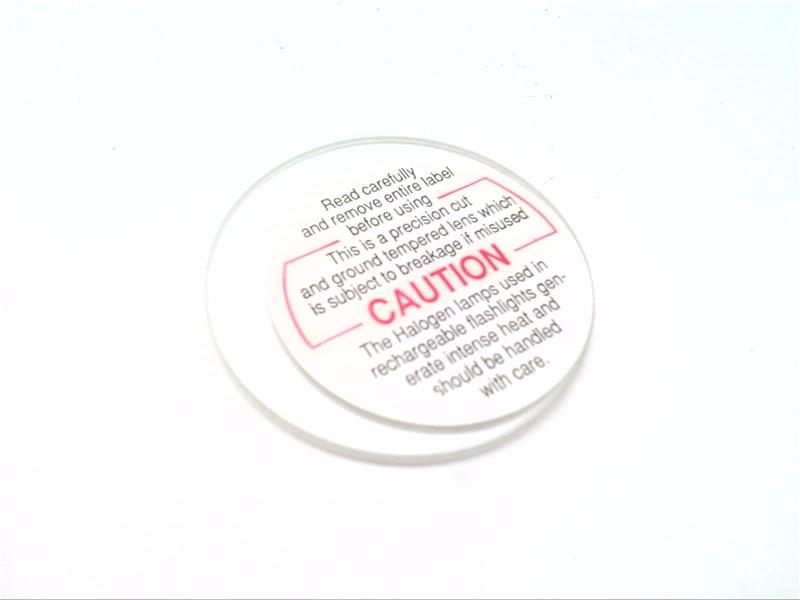 Read carefully
and remove entire label
before using
This is a precision cut
and ground tempered lens which
is subject to breakage if misused
CAUTION
The Halogen lamps used in
rechargeable flashlights gen-
erate intense heat and
should be handled
with care.